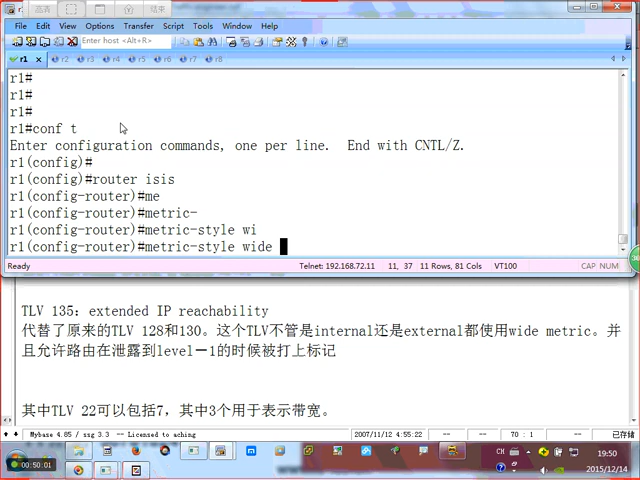 File Edit View Options Transfer Script Tools Window Help
Enter host <Alt+R>
r1 × r2 r3 r4 r5 r6 r7 r8
r1#
r1#
r1#
r1#conf t
Enter configuration commands, one per line. End with CNTL/Z.
r1(config)#
r1(config)#router isis
r1(config-router)#me
r1(config-router)#metric-
r1(config-router)#metric-style wi
r1(config-router)#metric-style wide
Ready Telnet: 192.168.72.11 11, 37 11 Rows, 81 Cols VT100 CAP NUM
TLV 135：extended IP reachability
代替了原来的TLV 128和130。这个TLV不管是internal还是external都使用wide metric。并
且允许路由在泄露到level－1的时候被打上标记
其中TLV 22可以包括7，其中3个用于表示带宽。
Mybase 4.85 / ssg 3.3 -- Licensed to aching 2007/11/12 4:55:22 -- -- 70 : 1 已存储
CH 19:50
00:50:01 2015/12/14